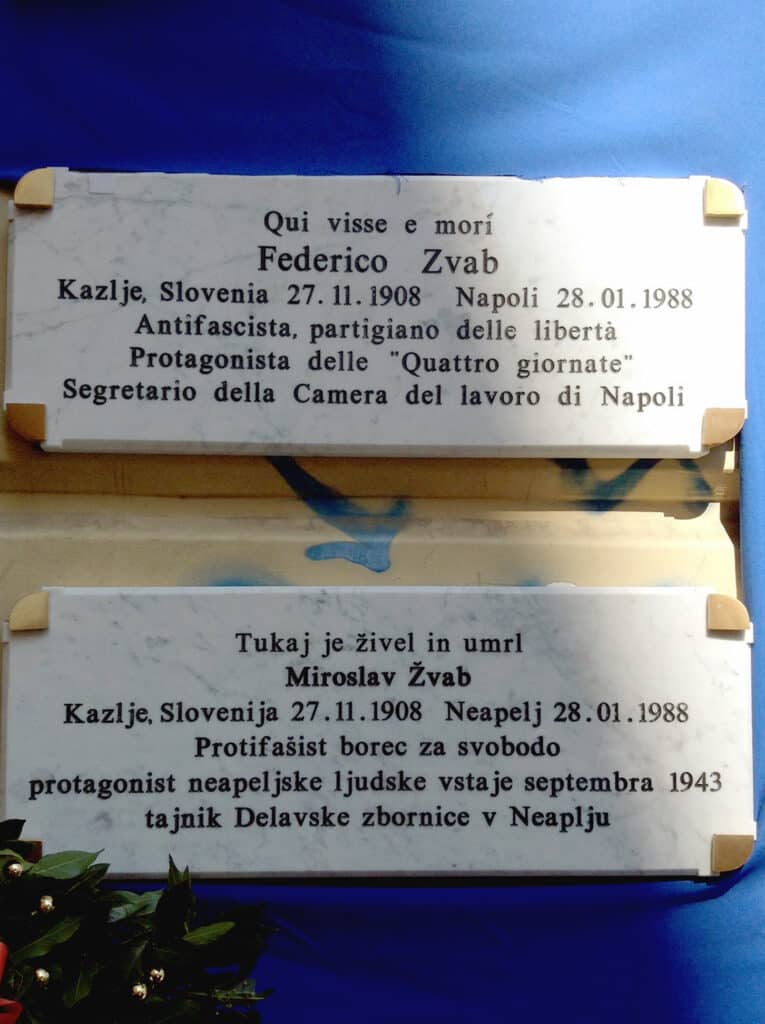 Qui visse e morí
Federico Zvab
Kazlje, Slovenia 27.11.1908 Napoli 28.01.1988
Antifascista, partigiano delle libertà
Protagonista delle "Quattro giornate"
Segretario della Camera del lavoro di Napoli
Tukaj je živel in umrl
Miroslav Žvab
Kazlje, Slovenija 27.11.1908 Neapelj 28.01.1988
Protifašist borec za svobodo
protagonist neapeljske ljudske vstaje septembra 1943
tajnik Delavske zbornice v Neaplju